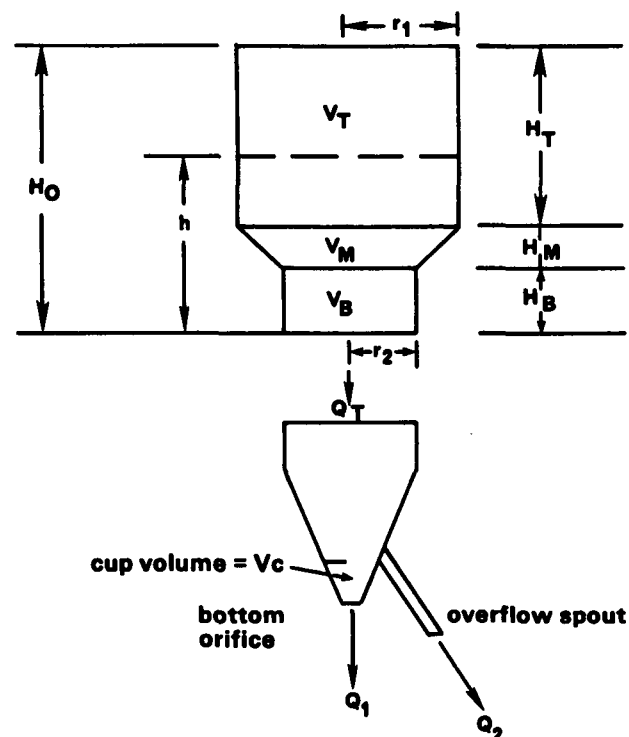 r1
VT
HT
HO
h
VM
HM
VB
HB
r2
QT
cup volume = Vc
bottom
orifice
overflow spout
Q1
Q2